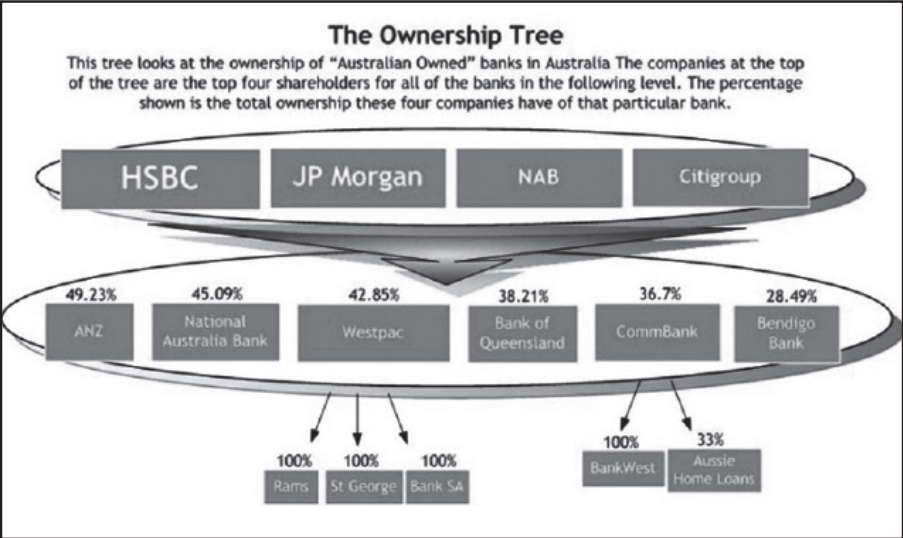 The Ownership Tree
This tree looks at the ownership of “Australian Owned” banks in Australia The companies at the top
of the tree are the top four shareholders for all of the banks in the following level. The percentage
shown is the total ownership these four companies have of that particular bank.
HSBC
JP Morgan
NAB
Citigroup
49.23%
45.09%
42.85%
38.21%
36.7%
28.49%
ANZ
National
Australia Bank
Westpac
Bank of
Queensland
CommBank
Bendigo
Bank
100%
100%
100%
Rams
St George
Bank SA
100%
33%
BankWest
Aussie
Home Loans